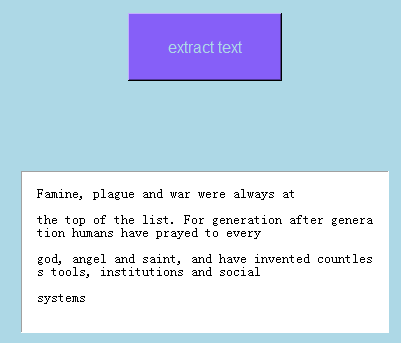 extract text
Famine, plague and war were always at
the top of the list. For generation after genera
tion humans have prayed to every
god, angel and saint, and have invented countles
s tools, institutions and social
systems